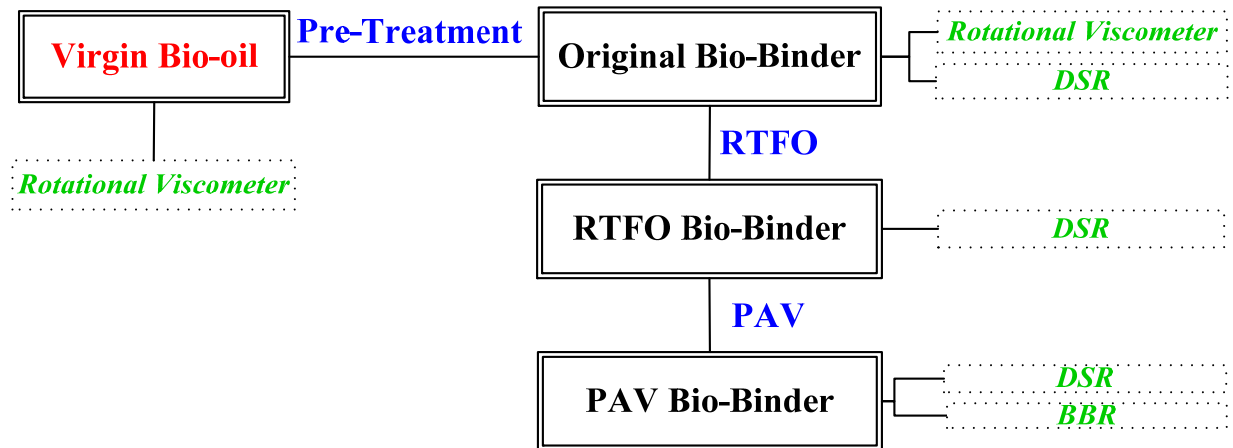 Virgin Bio-oil
Pre-Treatment
Original Bio-Binder
Rotational Viscometer
DSR
Rotational Viscometer
RTFO
RTFO Bio-Binder
DSR
PAV
PAV Bio-Binder
DSR
BBR